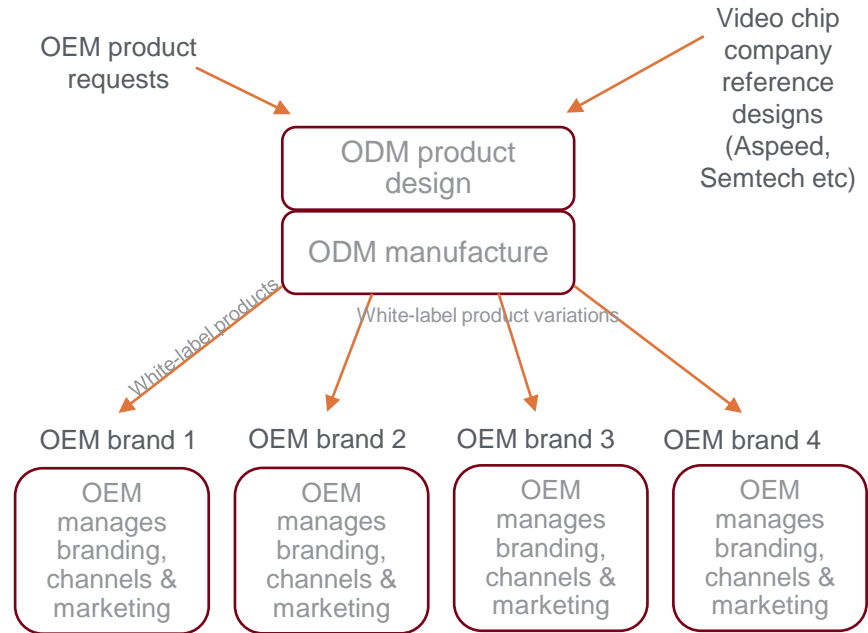 OEM product
requests
Video chip
company
reference
designs
(Aspeed,
Semtech etc)
ODM product
design
ODM manufacture
White-label products
White-label product variations
OEM brand 1
OEM brand 2
OEM brand 3
OEM brand 4
OEM
manages
branding,
channels &
marketing
OEM
manages
branding,
channels &
marketing
OEM
manages
branding,
channels &
marketing
OEM
manages
branding,
channels &
marketing